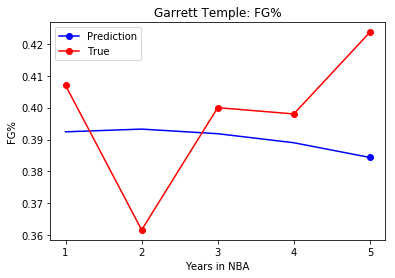 Garrett Temple: FG%
Prediction
True
0.42
0.41
0.40
0.39
0.38
0.37
0.36
FG%
1 2 3 4 5
Years in NBA